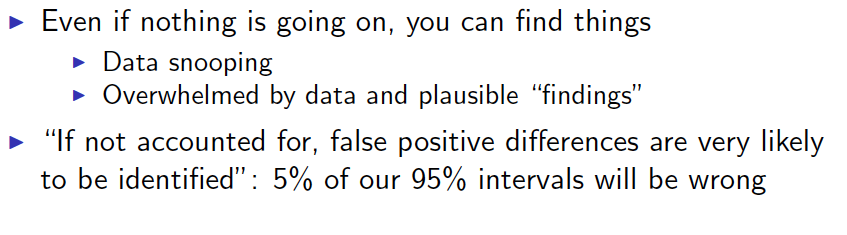 Even if nothing is going on, you can find things
Data snooping
Overwhelmed by data and plausible “findings”
“If not accounted for, false positive differences are very likely
to be identified”: 5% of our 95% intervals will be wrong